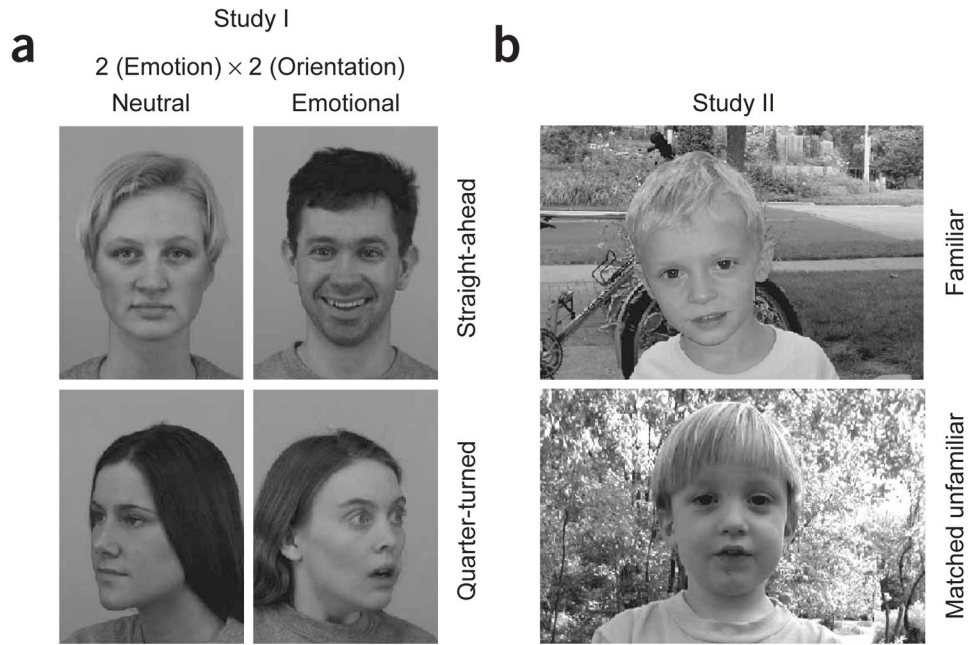 a
Study I
2 (Emotion) × 2 (Orientation)
Neutral
Emotional
Straight-ahead
Quarter-turned
b
Study II
Familiar
Matched unfamiliar